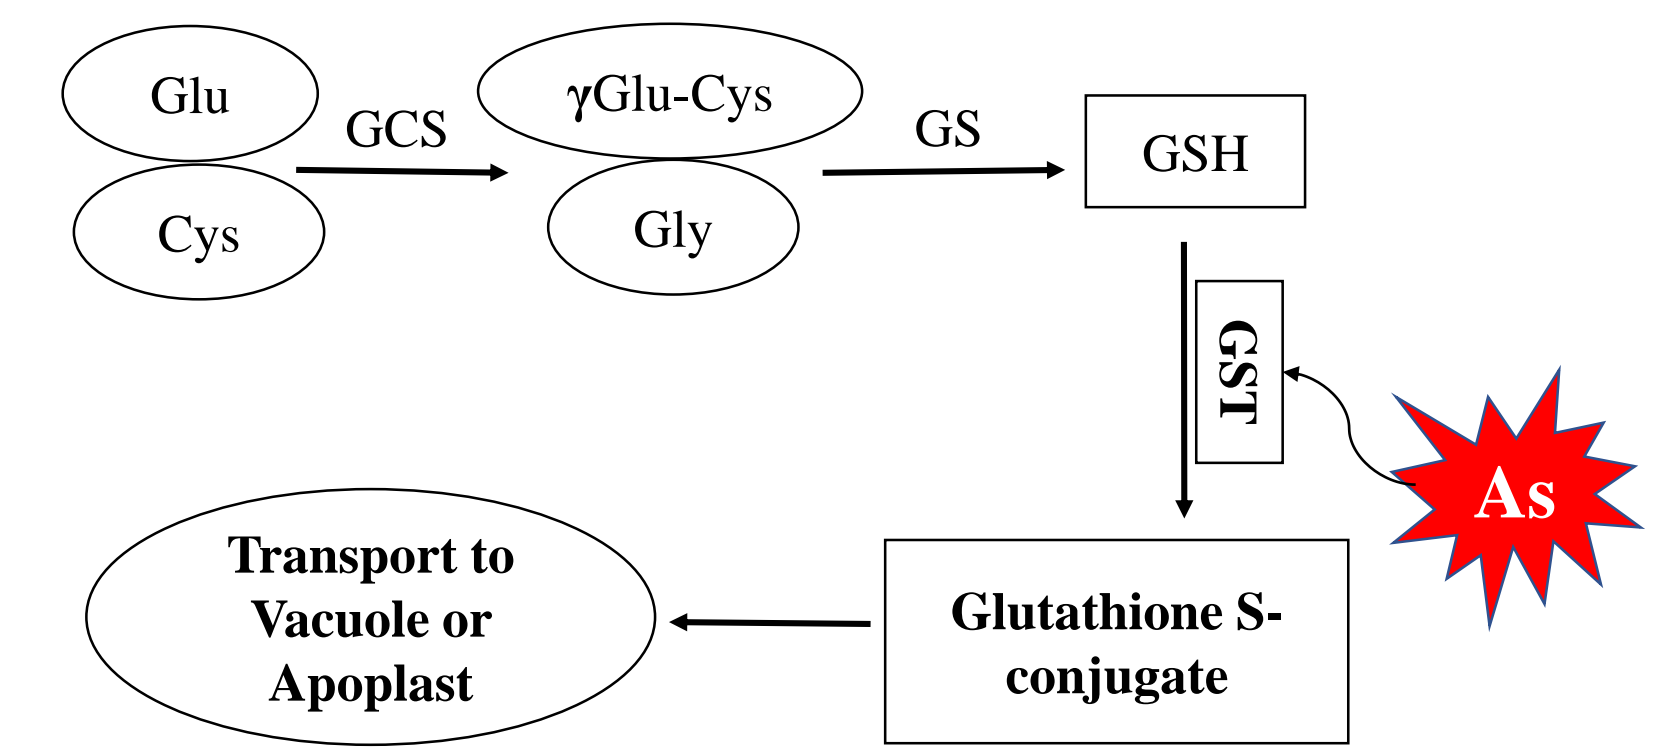 Glu
GCS
Cys
γGlu-Cys
GS
Gly
GSH
GST
As
Glutathione S-
conjugate
Transport to
Vacuole or
Apoplast